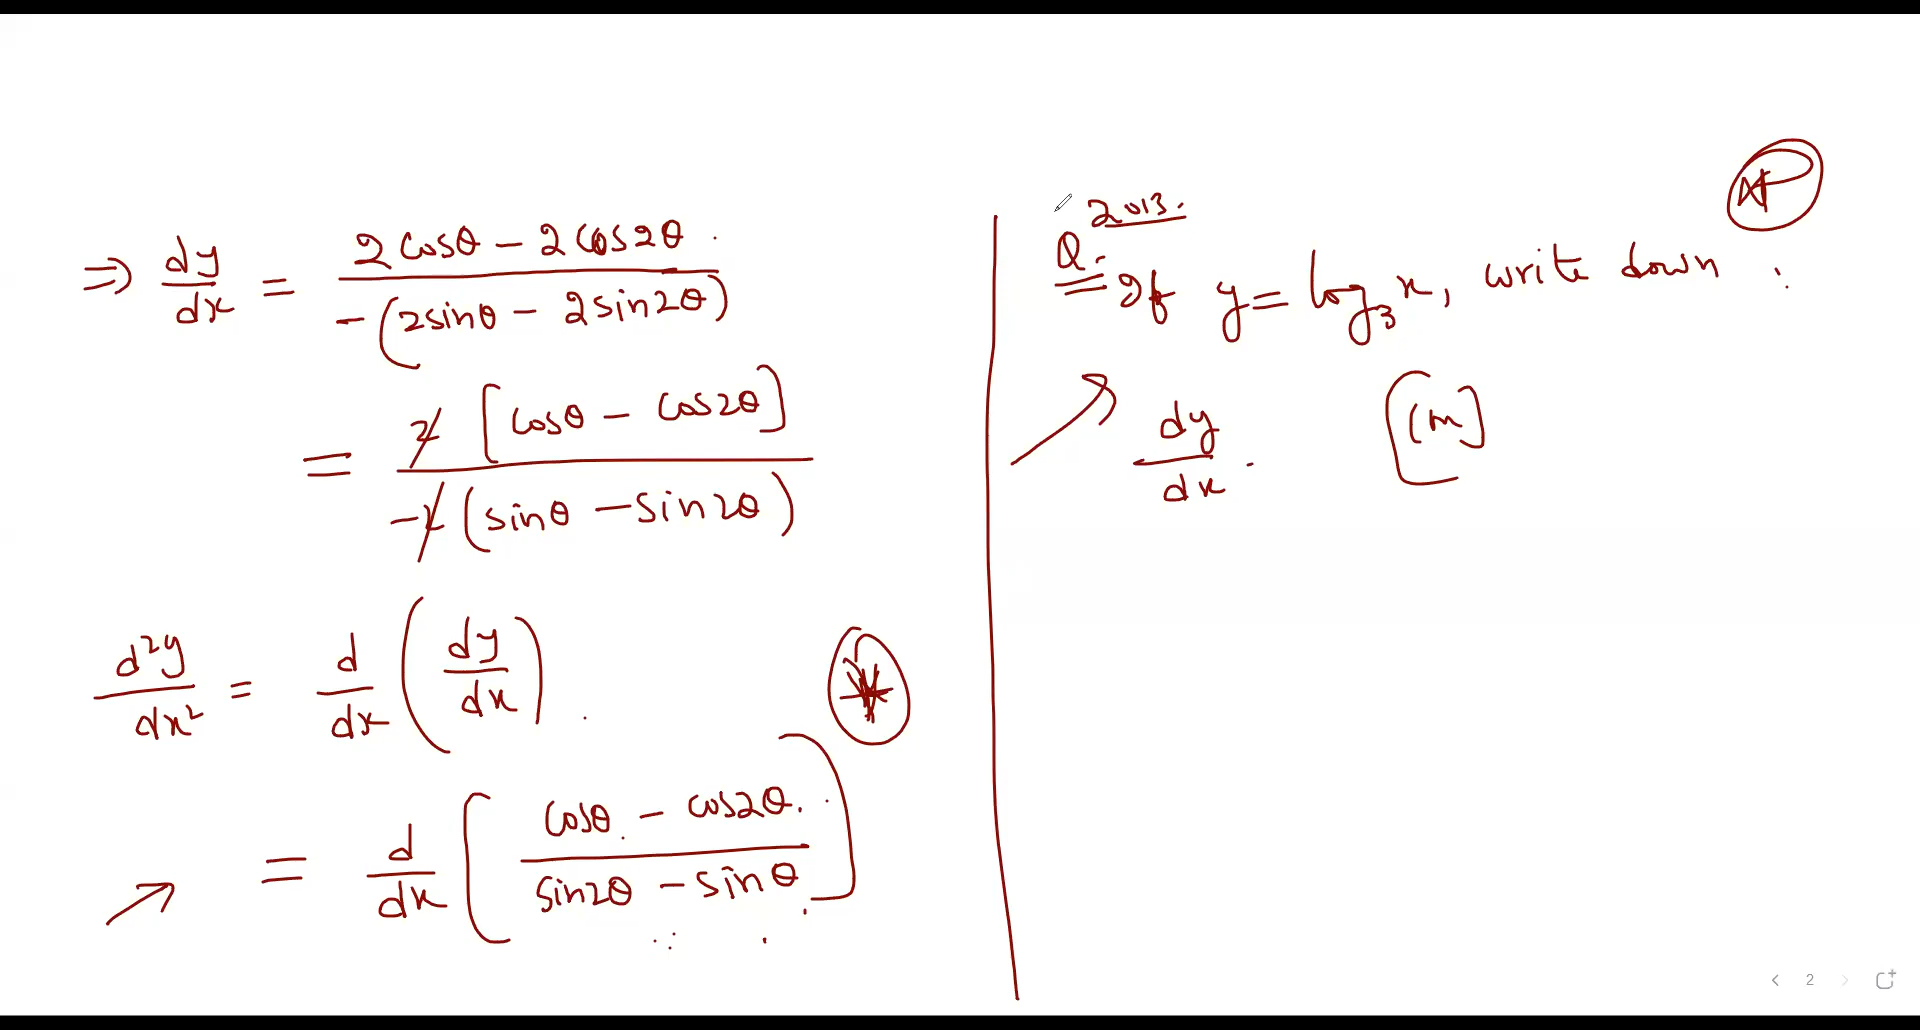 ⇒ dy/dx = (2cosθ − 2cos2θ) / −(2sinθ − 2sin2θ)
= 2[cosθ − cos2θ] / −2(sinθ − sin2θ)
d²y/dx² = d/dx (dy/dx).
= d/dx [(cosθ − cos2θ) / (sin2θ − sinθ)]
2013.
Q. If y = log₃x, write down
dy/dx.
2